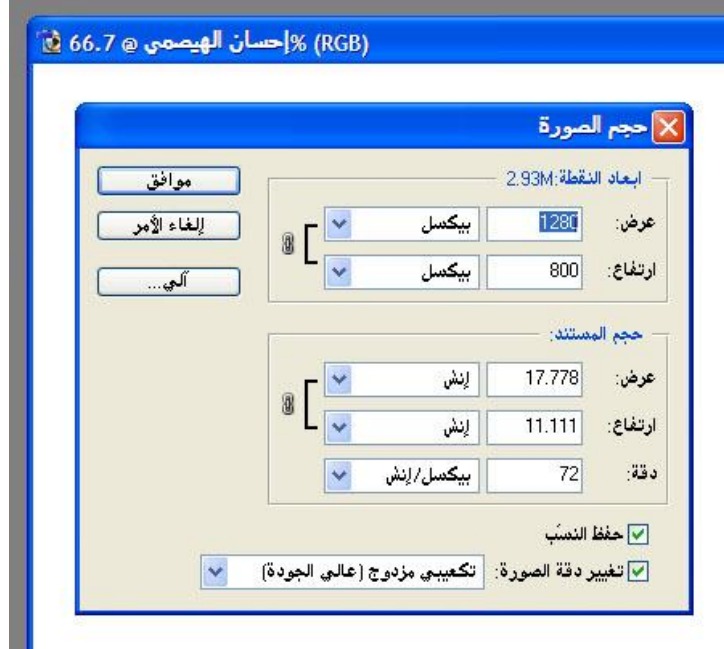 إحسان الهيصمي @ 66.7% (RGB)
حجم الصورة
ابعاد النقطة:2.93M
عرض: 1280 بيكسل
ارتفاع: 800 بيكسل
موافق
إلغاء الأمر
آلي...
حجم المستند:
عرض: 17.778 إنش
ارتفاع: 11.111 إنش
دقة: 72 بيكسل/إنش
حفظ النسَب
تغيير دقة الصورة: تكعيبي مزدوج (عالي الجودة)